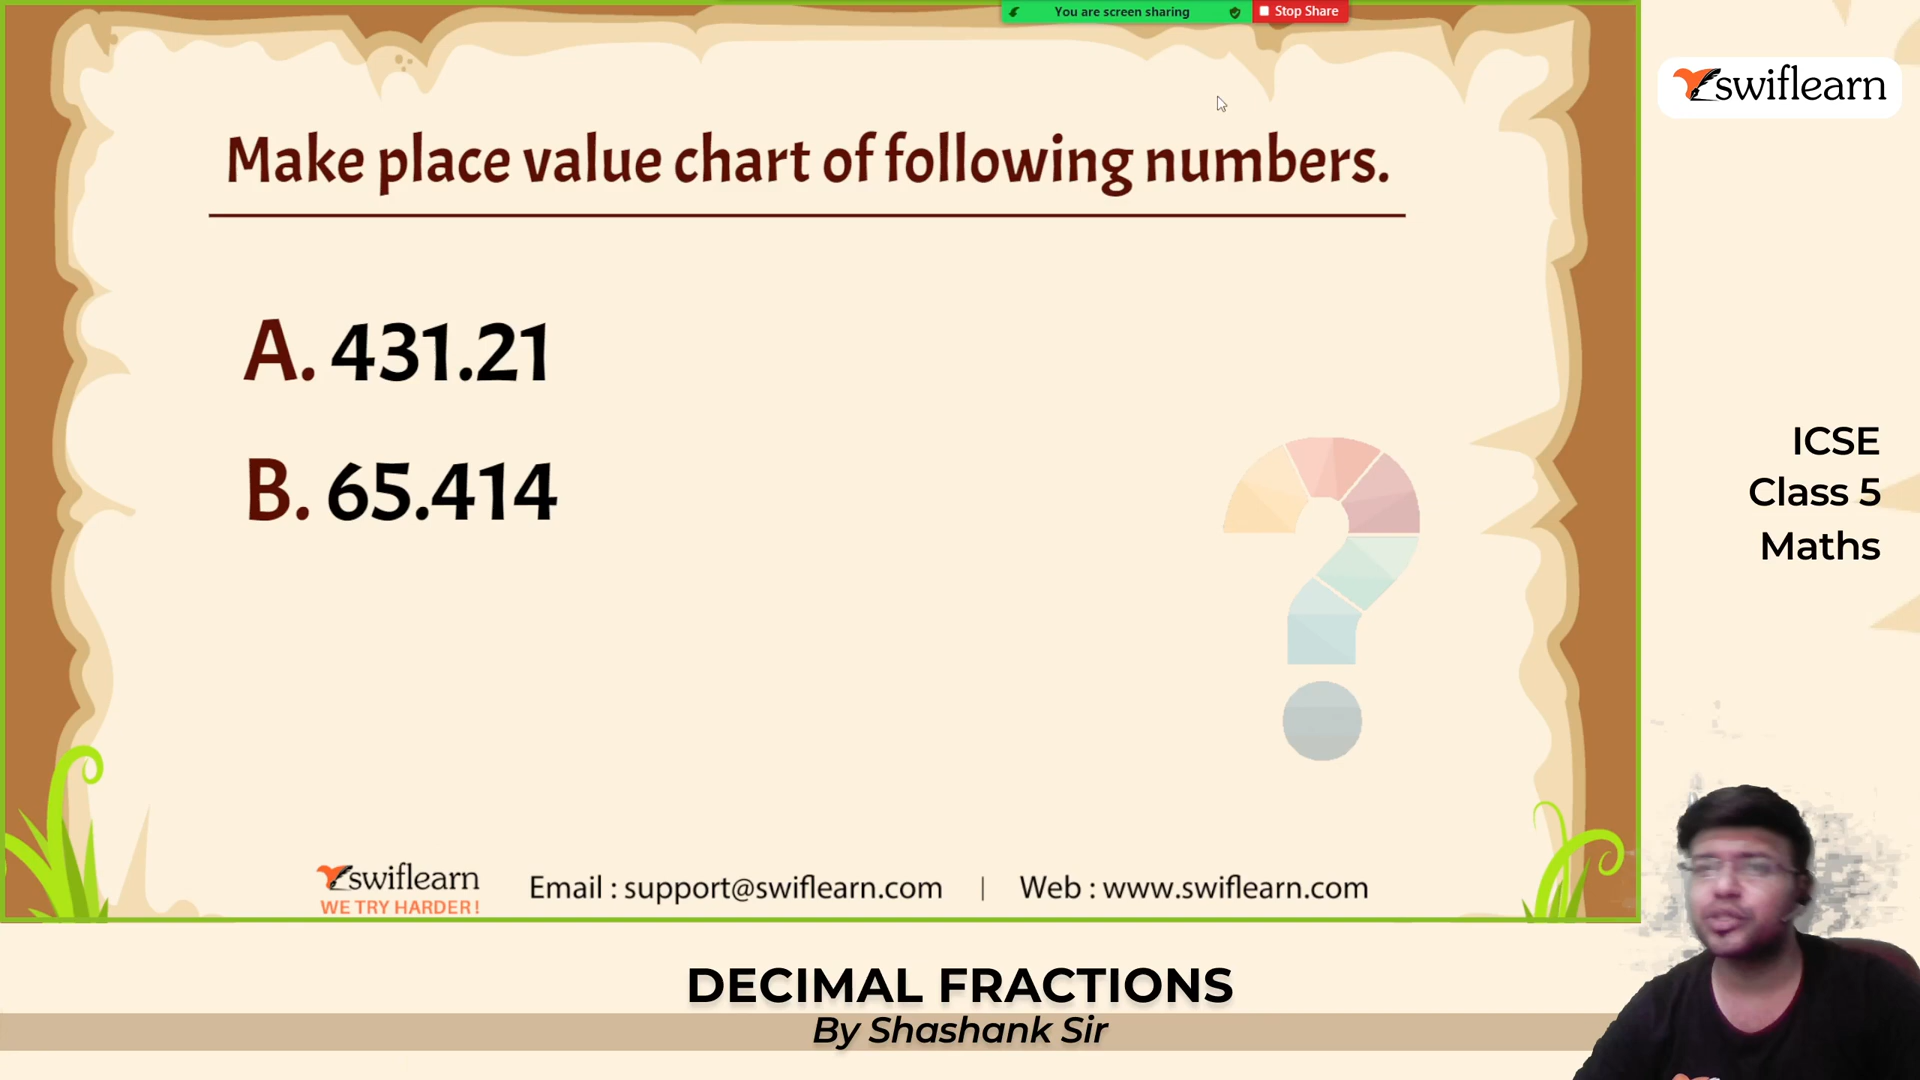 You are screen sharing
Stop Share
swiflearn
Make place value chart of following numbers.
A. 431.21
B. 65.414
ICSE
Class 5
Maths
swiflearn
WE TRY HARDER!
Email : support@swiflearn.com | Web : www.swiflearn.com
DECIMAL FRACTIONS
By Shashank Sir